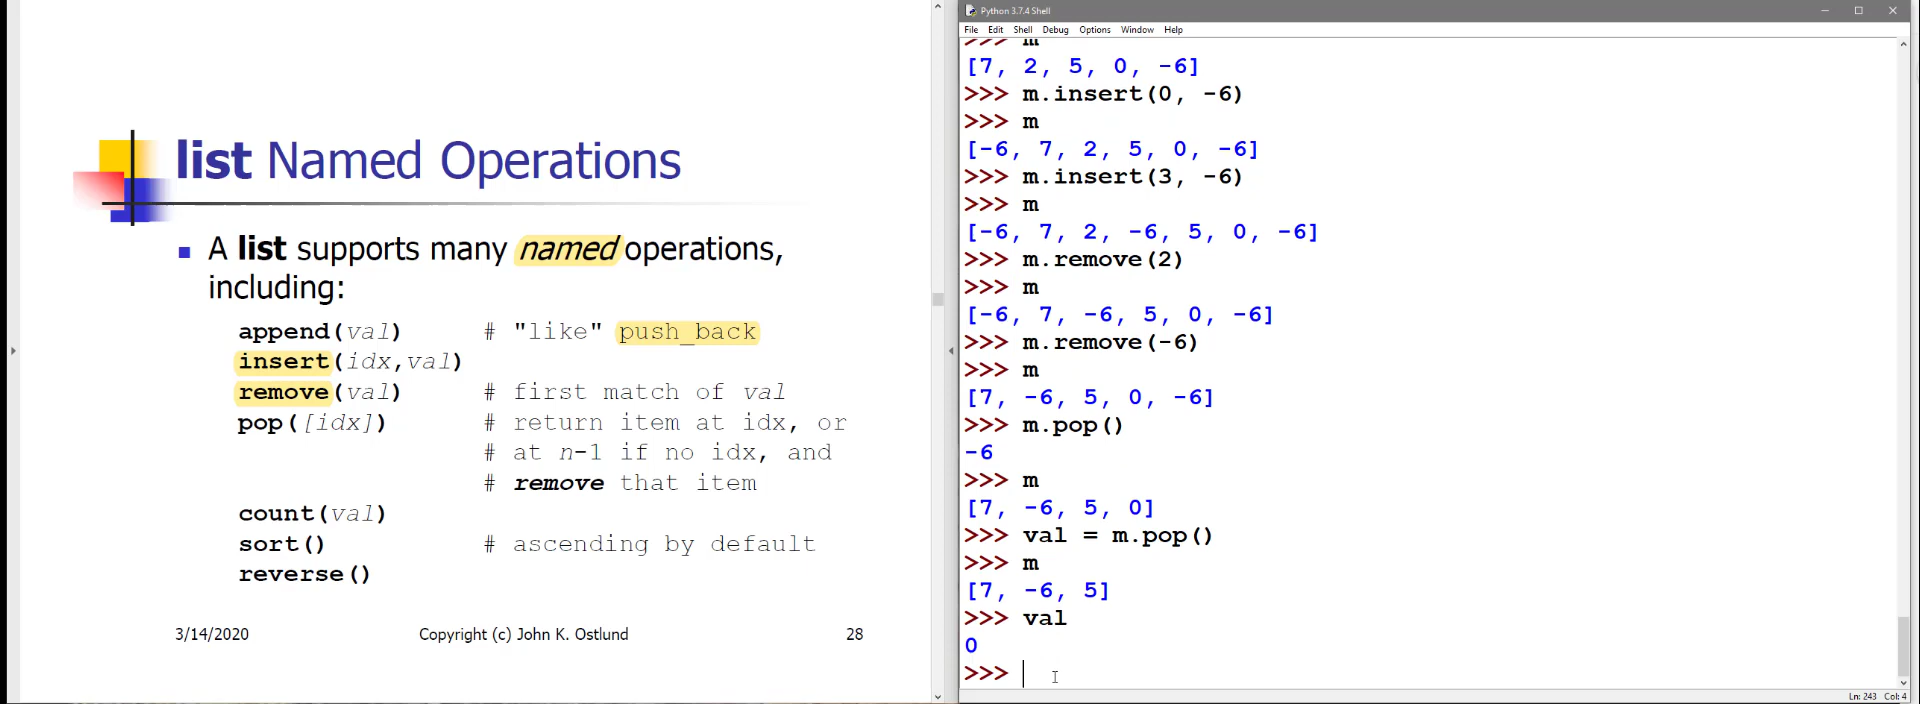 list Named Operations
A list supports many named operations,
including:
append(val) # "like" push_back
insert(idx,val)
remove(val) # first match of val
pop([idx]) # return item at idx, or
# at n-1 if no idx, and
# remove that item
count(val)
sort() # ascending by default
reverse()
3/14/2020 Copyright (c) John K. Ostlund 28
Python 3.7.4 Shell
File Edit Shell Debug Options Window Help
>>> m
[7, 2, 5, 0, -6]
>>> m.insert(0, -6)
>>> m
[-6, 7, 2, 5, 0, -6]
>>> m.insert(3, -6)
>>> m
[-6, 7, 2, -6, 5, 0, -6]
>>> m.remove(2)
>>> m
[-6, 7, -6, 5, 0, -6]
>>> m.remove(-6)
>>> m
[7, -6, 5, 0, -6]
>>> m.pop()
-6
>>> m
[7, -6, 5, 0]
>>> val = m.pop()
>>> m
[7, -6, 5]
>>> val
0
>>>
Ln: 243 Col: 4